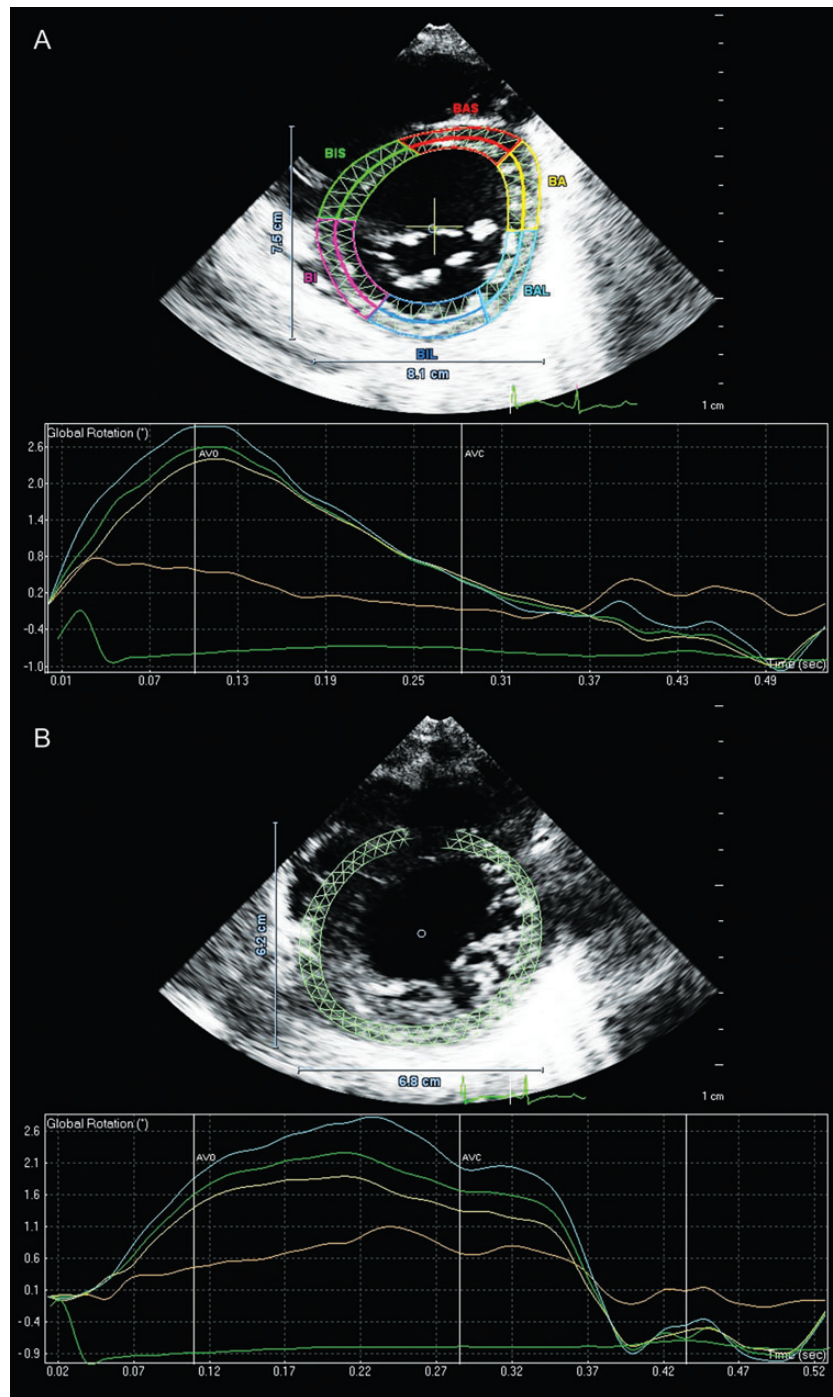 A
BAS
BIS
BA
7.5 cm
BI
BAL
BIL
8.1 cm
1 cm
Global Rotation (°)
2.6
AVO
AVC
2.0
1.4
0.8
0.2
-0.4
-1.0
Time (sec)
0.01 0.07 0.13 0.19 0.25 0.31 0.37 0.43 0.49
B
6.2 cm
6.8 cm
1 cm
Global Rotation (°)
2.6
2.1
AVO
AVC
1.6
1.1
0.6
0.1
-0.4
-0.9
Time (sec)
0.02 0.07 0.12 0.17 0.22 0.27 0.32 0.37 0.42 0.47 0.52